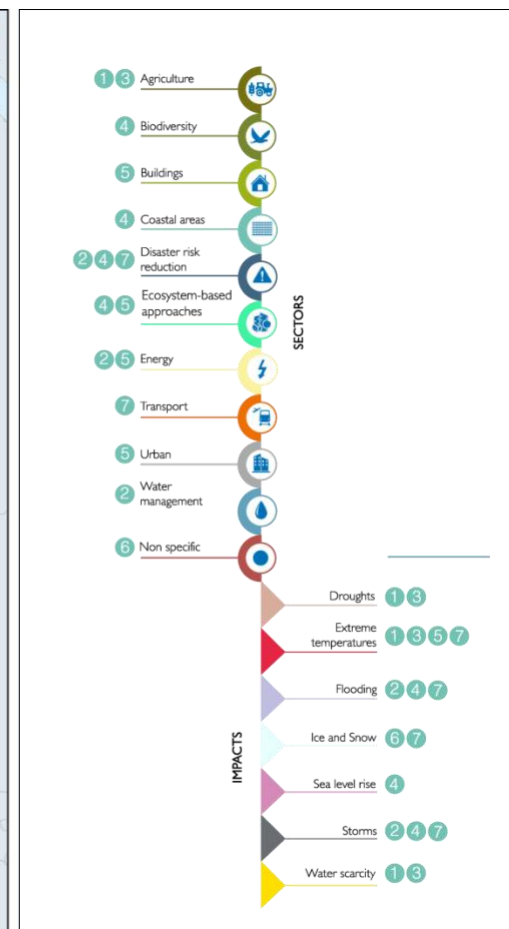 1 3 Agriculture
4 Biodiversity
5 Buildings
4 Coastal areas
2 4 7 Disaster risk
reduction
4 5 Ecosystem-based
approaches
SECTORS
2 5 Energy
7 Transport
5 Urban
2 Water
management
6 Non specific
Droughts 1 3
Extreme
temperatures 1 3 5 7
Flooding 2 4 7
Ice and Snow 6 7
IMPACTS
Sea level rise 4
Storms 2 4 7
Water scarcity 1 3